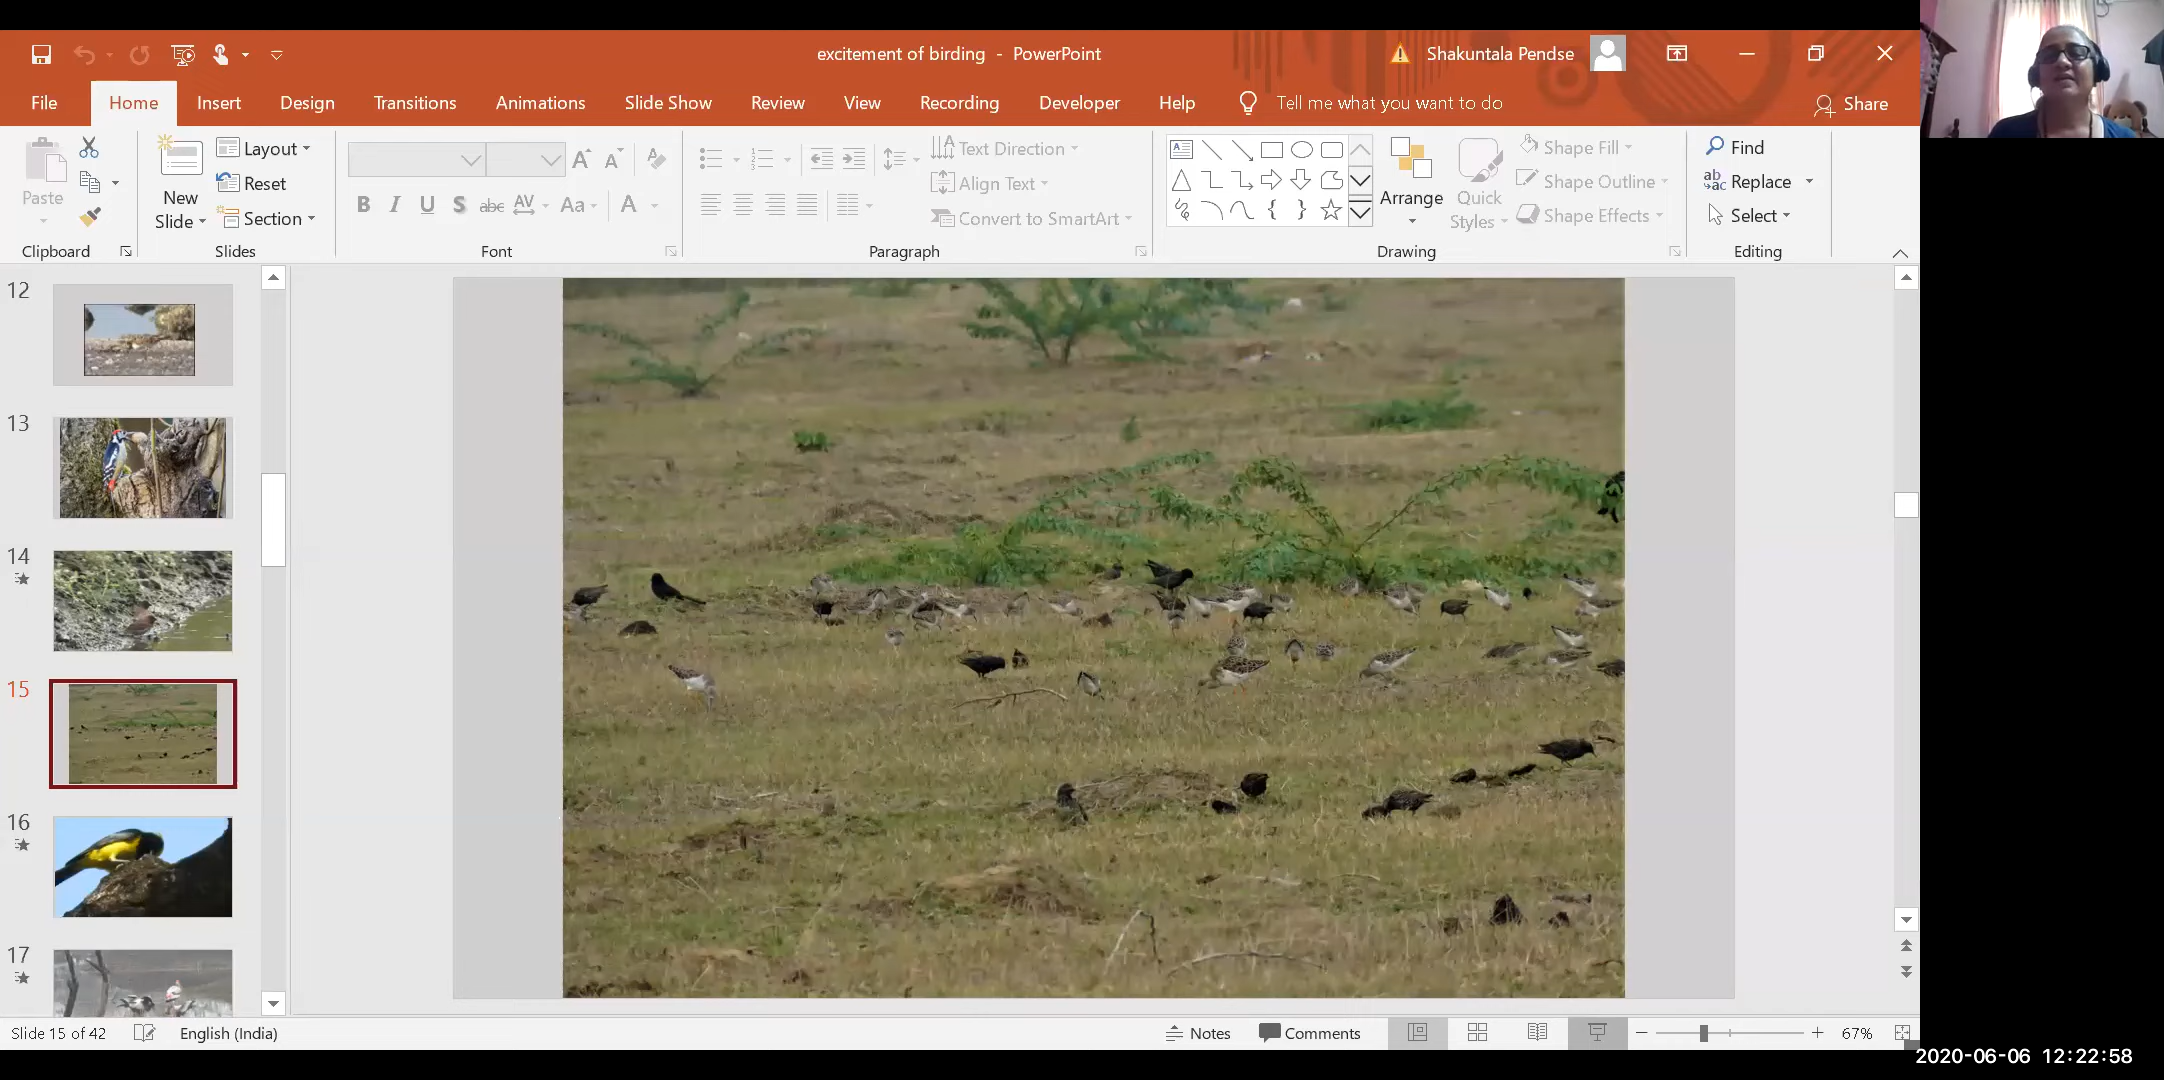 excitement of birding - PowerPoint
Shakuntala Pendse
File Home Insert Design Transitions Animations Slide Show Review View Recording Developer Help Tell me what you want to do Share
Paste
Clipboard
New
Slide
Layout
Reset
Section
Slides
B I U S abc AV Aa A
Font
Text Direction
Align Text
Convert to SmartArt
Paragraph
Arrange
Quick
Styles
Shape Fill
Shape Outline
Shape Effects
Drawing
Find
Replace
Select
Editing
12
13
14
15
16
17
Slide 15 of 42 English (India) Notes Comments 67%
2020-06-06 12:22:58